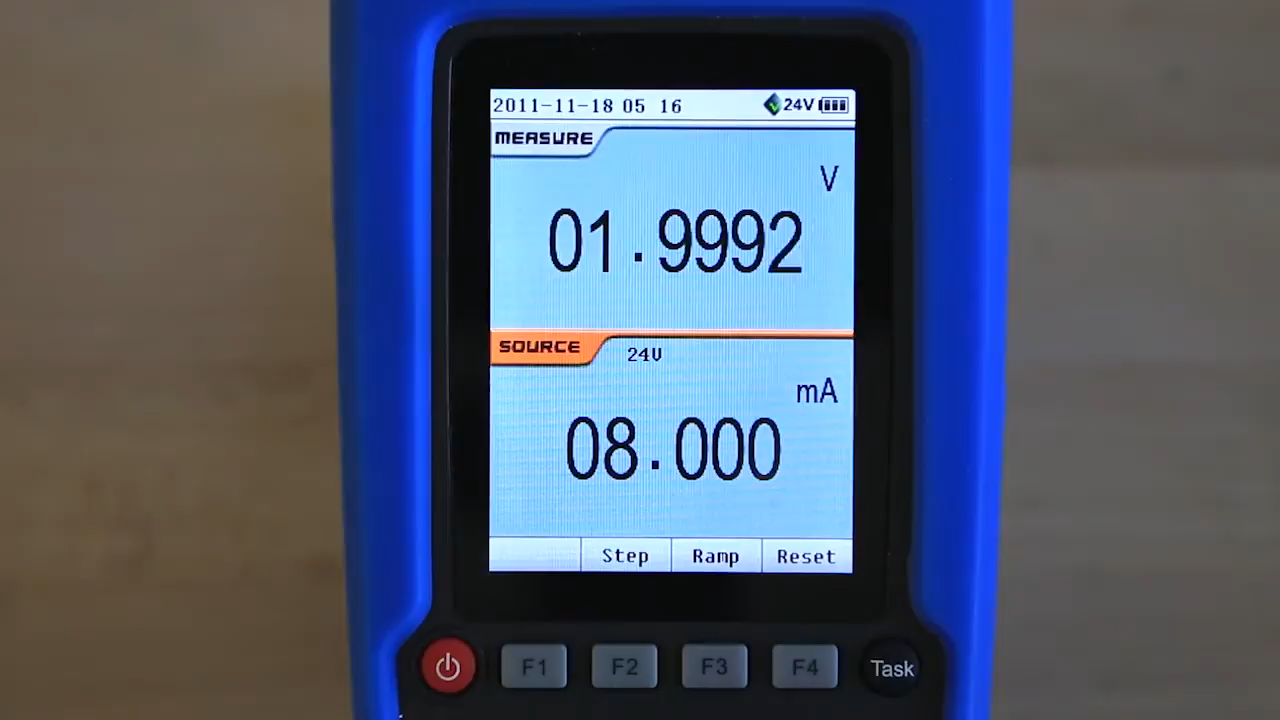 2011-11-18 05 16 24V
MEASURE
V
01.9992
SOURCE 24V
mA
08.000
Step Ramp Reset
F1 F2 F3 F4 Task